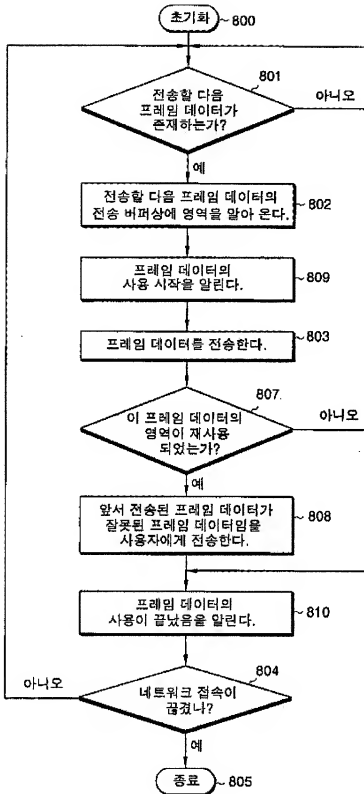 초기화
800
801
전송할 다음
프레임 데이터가
존재하는가?
아니오
예
전송할 다음 프레임 데이터의
전송 버퍼상에 영역을 알아 온다.
802
프레임 데이터의
사용 시작을 알린다.
809
프레임 데이터를 전송한다.
803
807
이 프레임 데이터의
영역이 재사용
되었는가?
아니오
예
앞서 전송된 프레임 데이터가
잘못된 프레임 데이터임을
사용자에게 전송한다.
808
프레임 데이터의
사용이 끝났음을 알린다.
810
804
아니오
네트워크 접속이
끊겼나?
예
종료
805